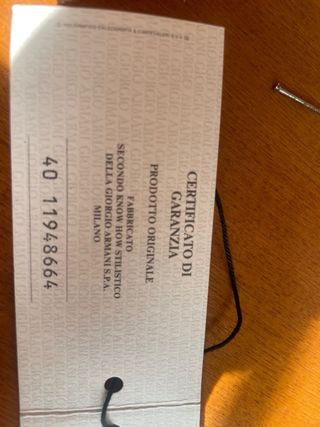 CERTIFICATO DI
GARANZIA
PRODOTTO ORIGINALE
FABBRICATO
SECONDO KNOW HOW STILISTICO
DELLA GIORGIO ARMANI S.P.A.
MILANO
40 11948664